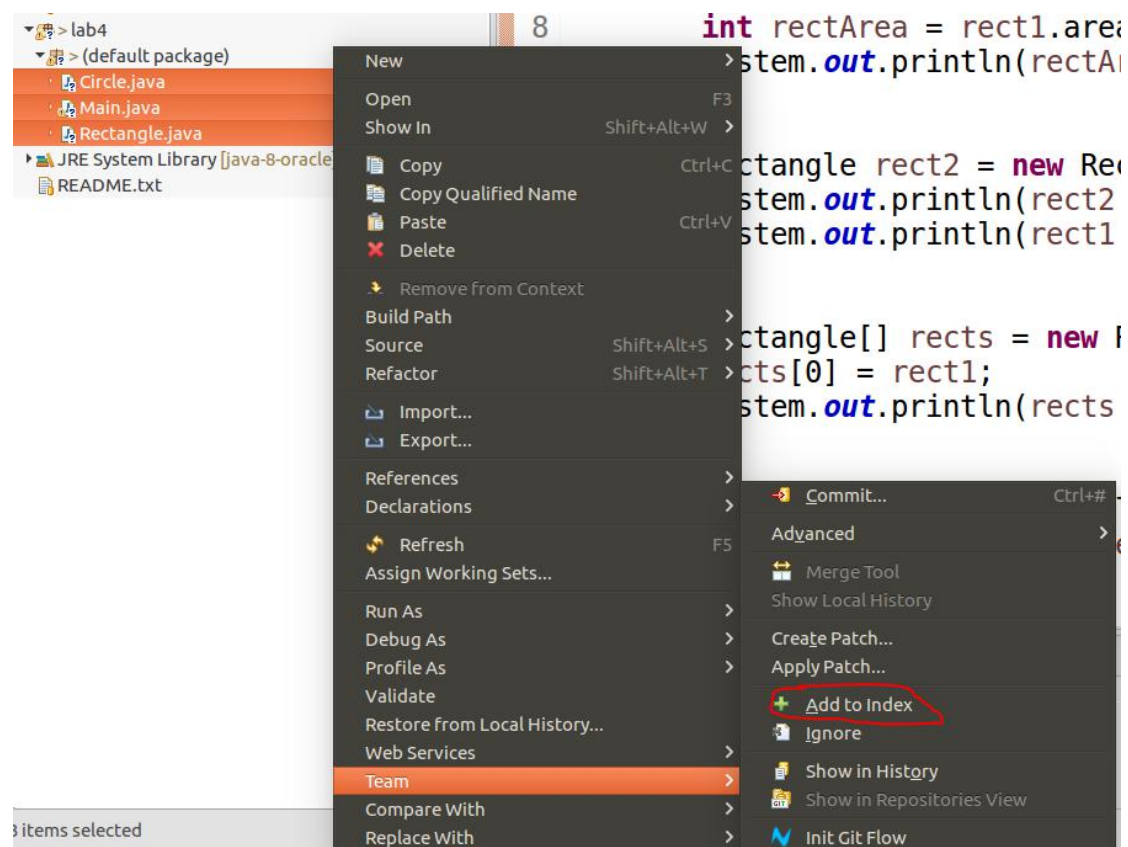 > lab4
> (default package)
Circle.java
Main.java
Rectangle.java
JRE System Library [java-8-oracle]
README.txt
8 int rectArea = rect1.area
stem.out.println(rectAr
ctangle rect2 = new Rec
stem.out.println(rect2
stem.out.println(rect1
ctangle[] rects = new R
cts[0] = rect1;
stem.out.println(rects
New
Open F3
Show In Shift+Alt+W
Copy Ctrl+C
Copy Qualified Name
Paste Ctrl+V
Delete
Remove from Context
Build Path
Source Shift+Alt+S
Refactor Shift+Alt+T
Import...
Export...
References
Declarations
Refresh F5
Assign Working Sets...
Run As
Debug As
Profile As
Validate
Restore from Local History...
Web Services
Team
Compare With
Replace With
Commit... Ctrl+#
Advanced
Merge Tool
Show Local History
Create Patch...
Apply Patch...
Add to Index
Ignore
Show in History
GIT Show in Repositories View
Init Git Flow
3 items selected